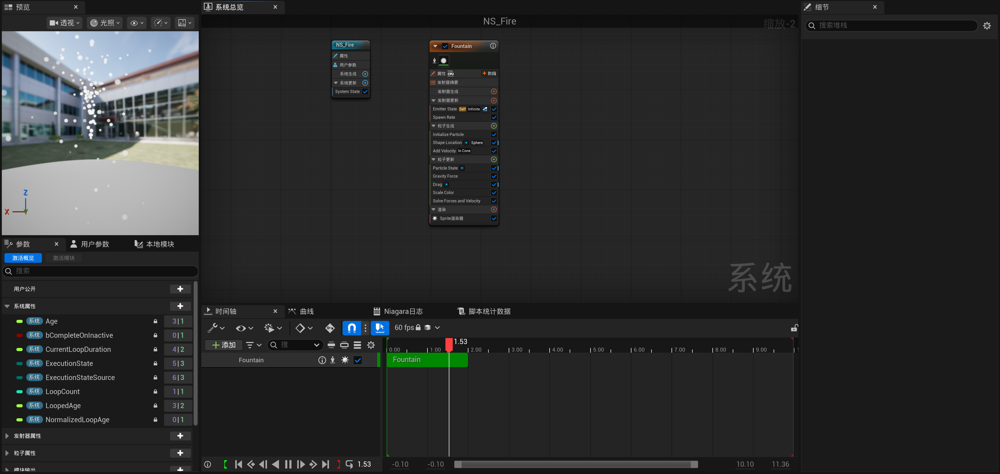 预览
透视
光照
Z
X
Y
参数
用户参数
本地模块
激活概览
激活模块
搜索
用户公开
系统属性
系统 Age 3|1
系统 bCompleteOnInactive 0|1
系统 CurrentLoopDuration 4|2
系统 ExecutionState 5|3
系统 ExecutionStateSource 6|3
系统 LoopCount 1|1
系统 LoopedAge 3|2
系统 NormalizedLoopAge 0|1
发射器属性
粒子属性
模块输出
系统总览
NS_Fire
缩放-2
NS_Fire
属性
用户参数
系统生成
系统更新
System State
Fountain
属性 CPU 阶段
发射器摘要
发射器生成
发射器更新
Emitter State Self Infinite
Spawn Rate
粒子生成
Initialize Particle
Shape Location Sphere
Add Velocity In Cone
粒子更新
Particle State
Gravity Force
Drag
Scale Color
Solve Forces and Velocity
渲染
Sprite渲染器
系统
时间轴
曲线
Niagara日志
脚本统计数据
60 fps
添加
搜
1.53
0.00 1.00 2.00 3.00 4.00 5.00 6.00 7.00 8.00 9.00 1
Fountain
Fountain
1.53
-0.10 -0.10 10.10 11.36
细节
搜索堆栈